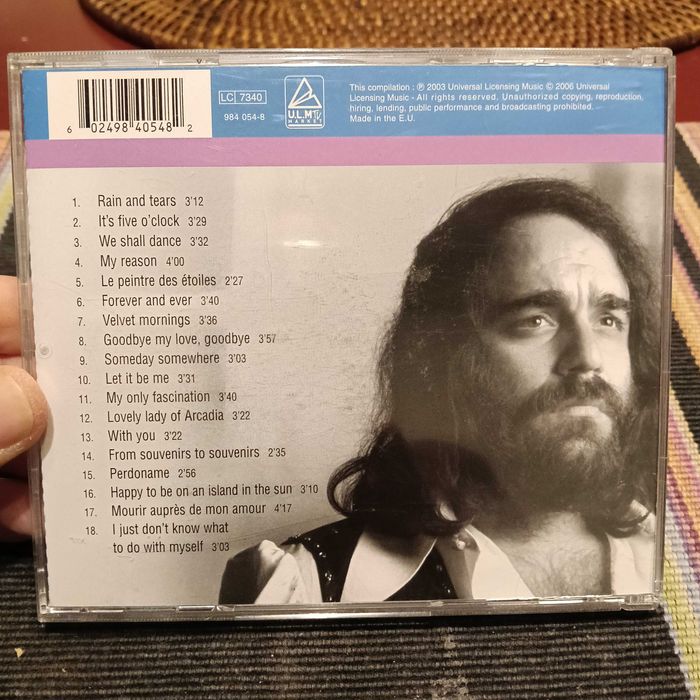 6 02498 40548 2
LC 7340
984 054-8
U.L.M TV
MARKET
This compilation : ℗ 2003 Universal Licensing Music © 2006 Universal
Licensing Music - All rights reserved. Unauthorized copying, reproduction,
hiring, lending, public performance and broadcasting prohibited.
Made in the E.U.
1. Rain and tears 3'12
2. It's five o'clock 3'29
3. We shall dance 3'32
4. My reason 4'00
5. Le peintre des étoiles 2'27
6. Forever and ever 3'40
7. Velvet mornings 3'36
8. Goodbye my love, goodbye 3'57
9. Someday somewhere 3'03
10. Let it be me 3'31
11. My only fascination 3'40
12. Lovely lady of Arcadia 3'22
13. With you 3'22
14. From souvenirs to souvenirs 2'35
15. Perdoname 2'56
16. Happy to be on an island in the sun 3'10
17. Mourir auprès de mon amour 4'17
18. I just don't know what
to do with myself 3'03